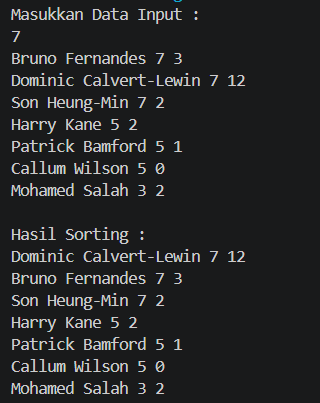 Masukkan Data Input :
7
Bruno Fernandes 7 3
Dominic Calvert-Lewin 7 12
Son Heung-Min 7 2
Harry Kane 5 2
Patrick Bamford 5 1
Callum Wilson 5 0
Mohamed Salah 3 2

Hasil Sorting :
Dominic Calvert-Lewin 7 12
Bruno Fernandes 7 3
Son Heung-Min 7 2
Harry Kane 5 2
Patrick Bamford 5 1
Callum Wilson 5 0
Mohamed Salah 3 2